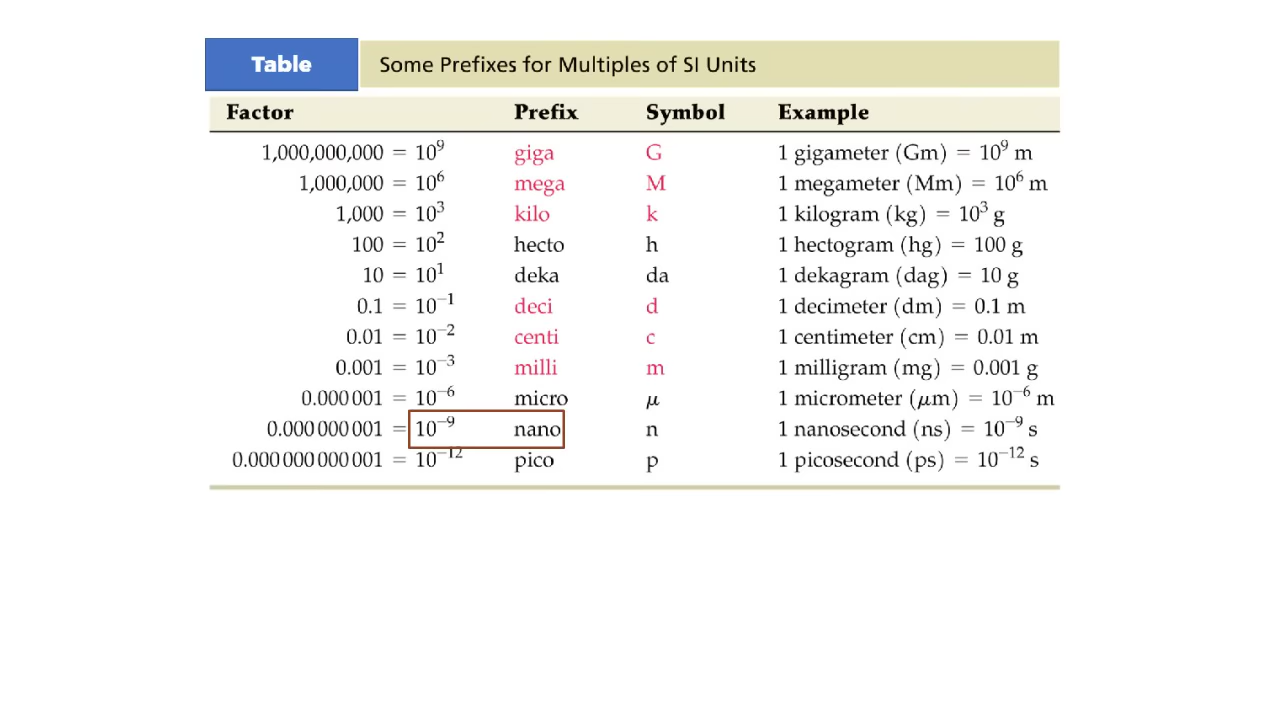 Table Some Prefixes for Multiples of SI Units
Factor Prefix Symbol Example
1,000,000,000 = 10⁹ giga G 1 gigameter (Gm) = 10⁹ m
1,000,000 = 10⁶ mega M 1 megameter (Mm) = 10⁶ m
1,000 = 10³ kilo k 1 kilogram (kg) = 10³ g
100 = 10² hecto h 1 hectogram (hg) = 100 g
10 = 10¹ deka da 1 dekagram (dag) = 10 g
0.1 = 10⁻¹ deci d 1 decimeter (dm) = 0.1 m
0.01 = 10⁻² centi c 1 centimeter (cm) = 0.01 m
0.001 = 10⁻³ milli m 1 milligram (mg) = 0.001 g
0.000 001 = 10⁻⁶ micro μ 1 micrometer (μm) = 10⁻⁶ m
0.000 000 001 = 10⁻⁹ nano n 1 nanosecond (ns) = 10⁻⁹ s
0.000 000 000 001 = 10⁻¹² pico p 1 picosecond (ps) = 10⁻¹² s